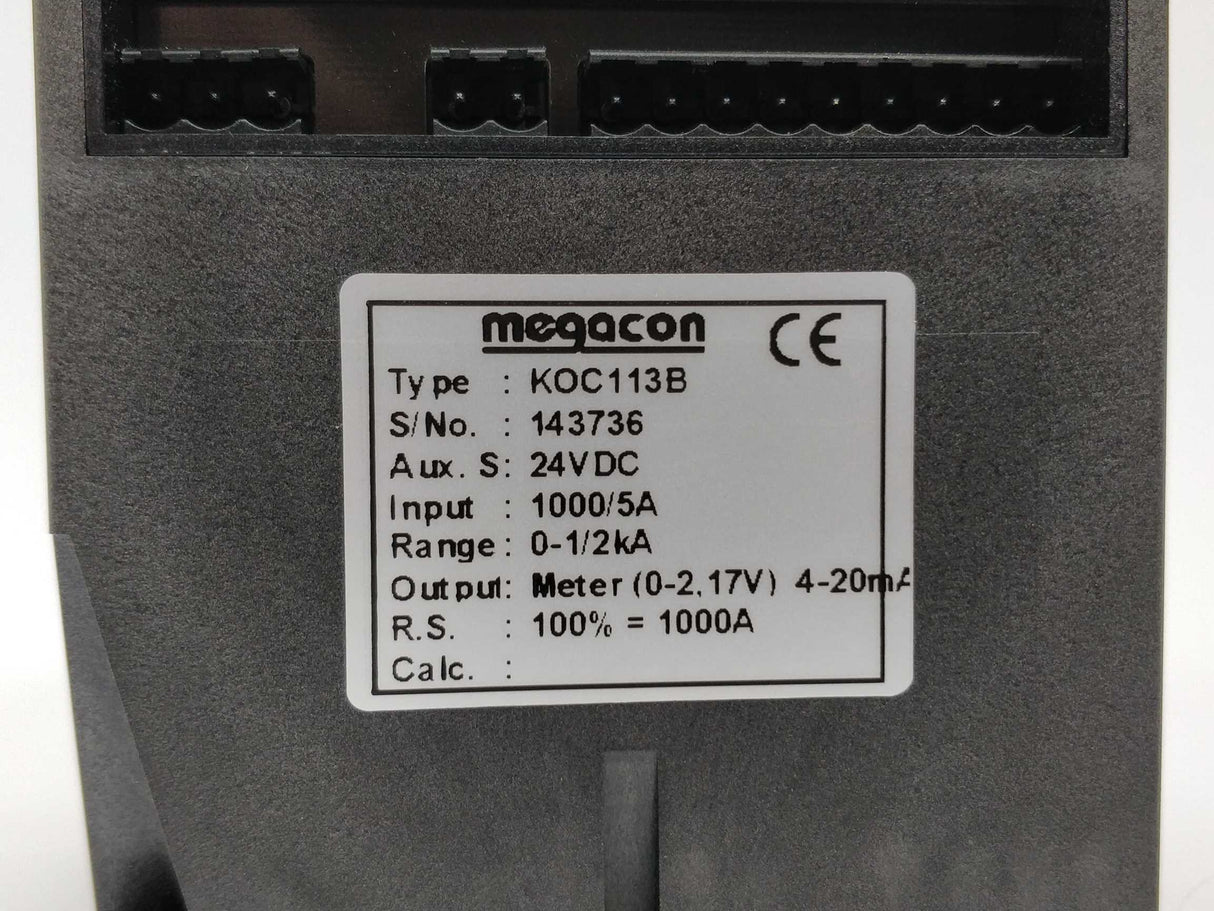 megacon CE
Type : KOC113B
S/No. : 143736
Aux. S: 24VDC
Input : 1000/5A
Range: 0-1/2kA
Output: Meter (0-2,17V) 4-20mA
R.S. : 100% = 1000A
Calc. :